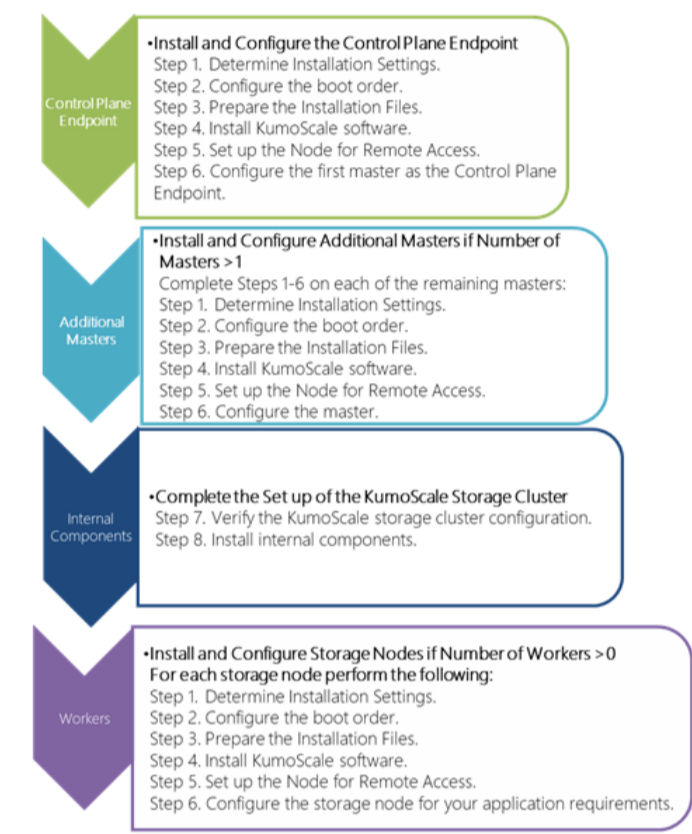 Control Plane
Endpoint
•Install and Configure the Control Plane Endpoint
Step 1. Determine Installation Settings.
Step 2. Configure the boot order.
Step 3. Prepare the Installation Files.
Step 4. Install KumoScale software.
Step 5. Set up the Node for Remote Access.
Step 6. Configure the first master as the Control Plane
Endpoint.
Additional
Masters
•Install and Configure Additional Masters if Number of
Masters >1
Complete Steps 1-6 on each of the remaining masters:
Step 1. Determine Installation Settings.
Step 2. Configure the boot order.
Step 3. Prepare the Installation Files.
Step 4. Install KumoScale software.
Step 5. Set up the Node for Remote Access.
Step 6. Configure the master.
Internal
Components
•Complete the Set up of the KumoScale Storage Cluster
Step 7. Verify the KumoScale storage cluster configuration.
Step 8. Install internal components.
Workers
•Install and Configure Storage Nodes if Number of Workers >0
For each storage node perform the following:
Step 1. Determine Installation Settings.
Step 2. Configure the boot order.
Step 3. Prepare the Installation Files.
Step 4. Install KumoScale software.
Step 5. Set up the Node for Remote Access.
Step 6. Configure the storage node for your application requirements.